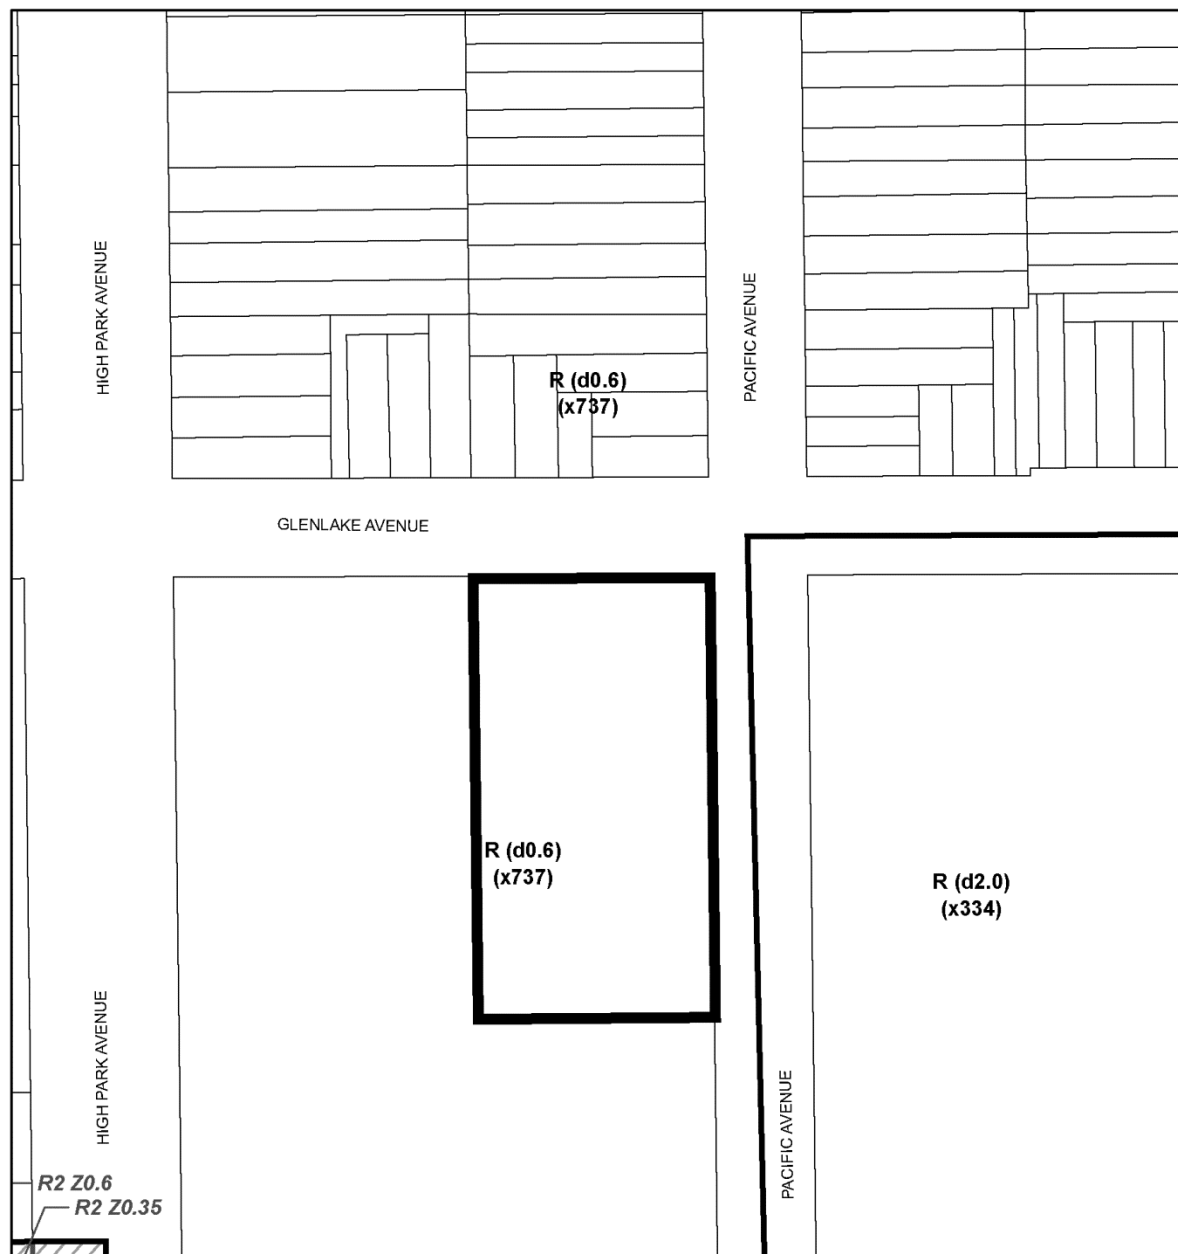 HIGH PARK AVENUE
PACIFIC AVENUE
R (d0.6)
(x737)
GLENLAKE AVENUE
R (d0.6)
(x737)
R (d2.0)
(x334)
HIGH PARK AVENUE
PACIFIC AVENUE
R2 Z0.6
R2 Z0.35